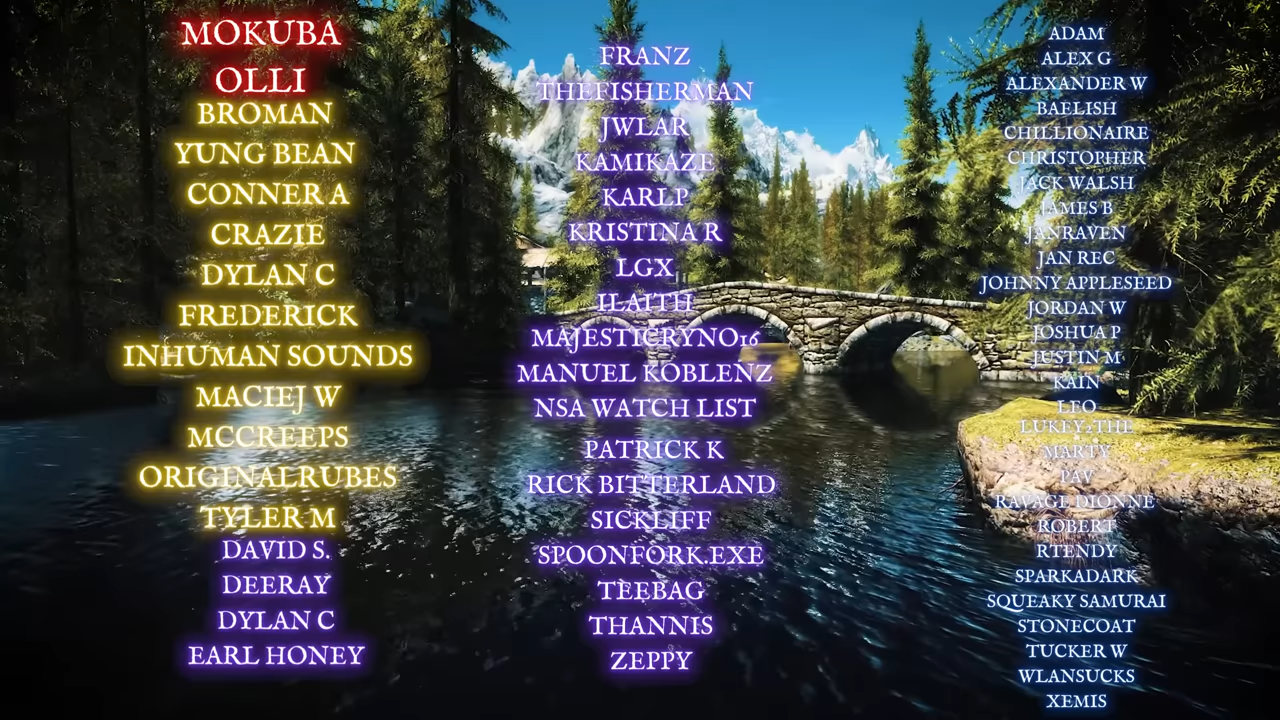 MOKUBA
OLLI
BROMAN
YUNG BEAN
CONNER A
CRAZIE
DYLAN C
FREDERICK
INHUMAN SOUNDS
MACIEJ W
MCCREEPS
ORIGINALRUBES
TYLER M
DAVID S.
DEERAY
DYLAN C
EARL HONEY
FRANZ
THEFISHERMAN
JWLAR
KAMIKAZE
KARLP
KRISTINA R
LGX
ILAITH
MAJESTICRYNO16
MANUEL KOBLENZ
NSA WATCH LIST
PATRICK K
RICK BITTERLAND
SICKLIFF
SPOONFORK.EXE
TEEBAG
THANNIS
ZEPPY
ADAM
ALEX G
ALEXANDER W
BAELISH
CHILLIONAIRE
CHRISTOPHER
JACK WALSH
JAMES B
JANRAVEN
JAN REC
JOHNNY APPLESEED
JORDAN W
JOSHUA P
JUSTIN M
KAIN
LEO
MARTY
PAV
RAVAGE DIONNE
ROBERT
RTENDY
SPARKADARK
SQUEAKY SAMURAI
STONECOAT
TUCKER W
WLANSUCKS
XEMIS